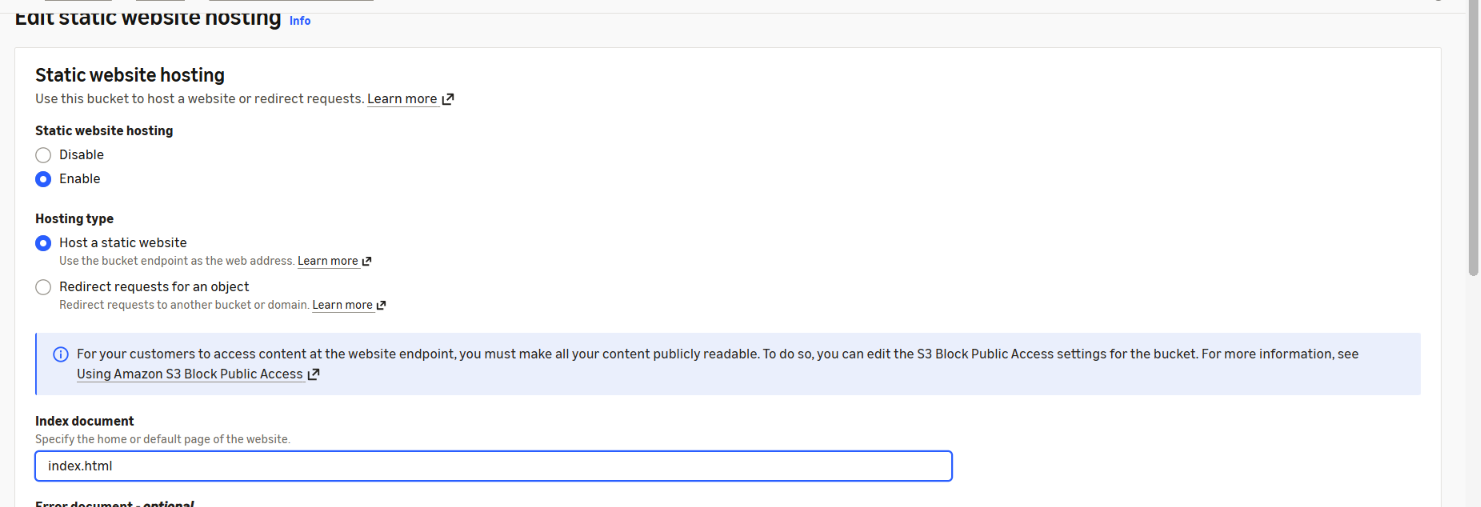 Edit static website hosting Info
Static website hosting
Use this bucket to host a website or redirect requests. Learn more
Static website hosting
Disable
Enable
Hosting type
Host a static website
Use the bucket endpoint as the web address. Learn more
Redirect requests for an object
Redirect requests to another bucket or domain. Learn more
For your customers to access content at the website endpoint, you must make all your content publicly readable. To do so, you can edit the S3 Block Public Access settings for the bucket. For more information, see
Using Amazon S3 Block Public Access
Index document
Specify the home or default page of the website.
index.html
Error document - optional